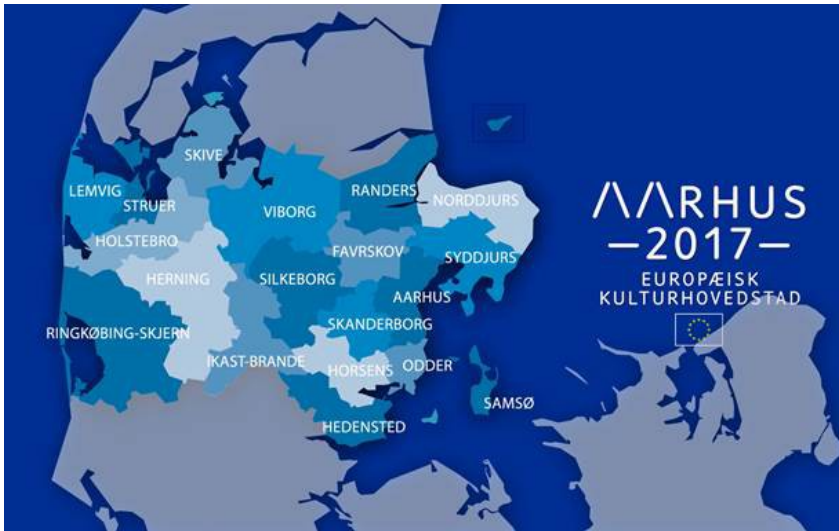 SKIVE
LEMVIG
STRUER
VIBORG
RANDERS
NORDDJURS
HOLSTEBRO
FAVRSKOV
SYDDJURS
HERNING
SILKEBORG
AARHUS
RINGKØBING-SKJERN
SKANDERBORG
IKAST-BRANDE
HORSENS
ODDER
SAMSØ
HEDENSTED
AARHUS
—2017—
EUROPÆISK
KULTURHOVEDSTAD